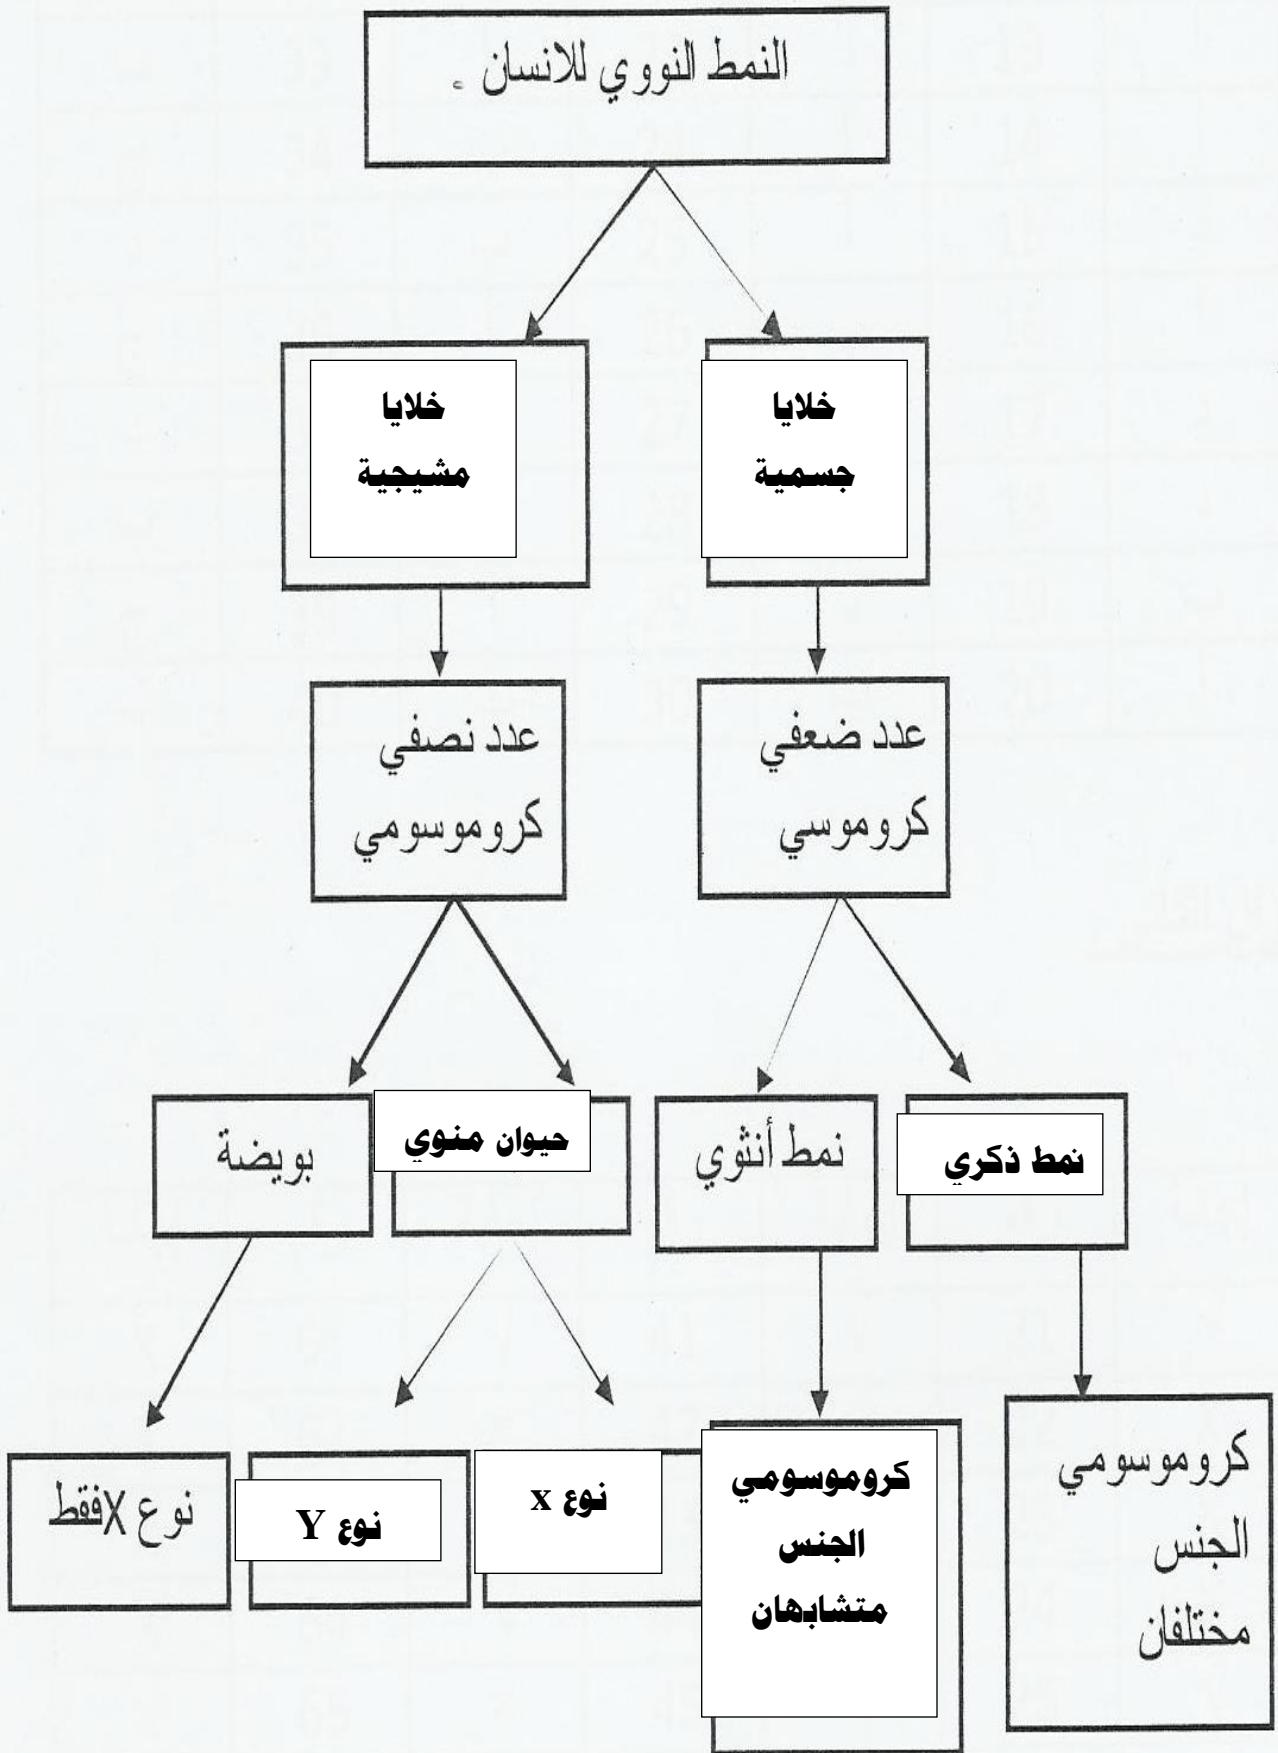 النمط النووي للانسان .
خلايا
جسمية
خلايا
مشيجية
عدد ضعفي
كروموسي
عدد نصفي
كروموسومي
نمط ذكري
نمط أنثوي
حيوان منوي
بويضة
كروموسومي
الجنس
مختلفان
كروموسومي
الجنس
متشابهان
نوع x
نوع Y
نوع Xفقط